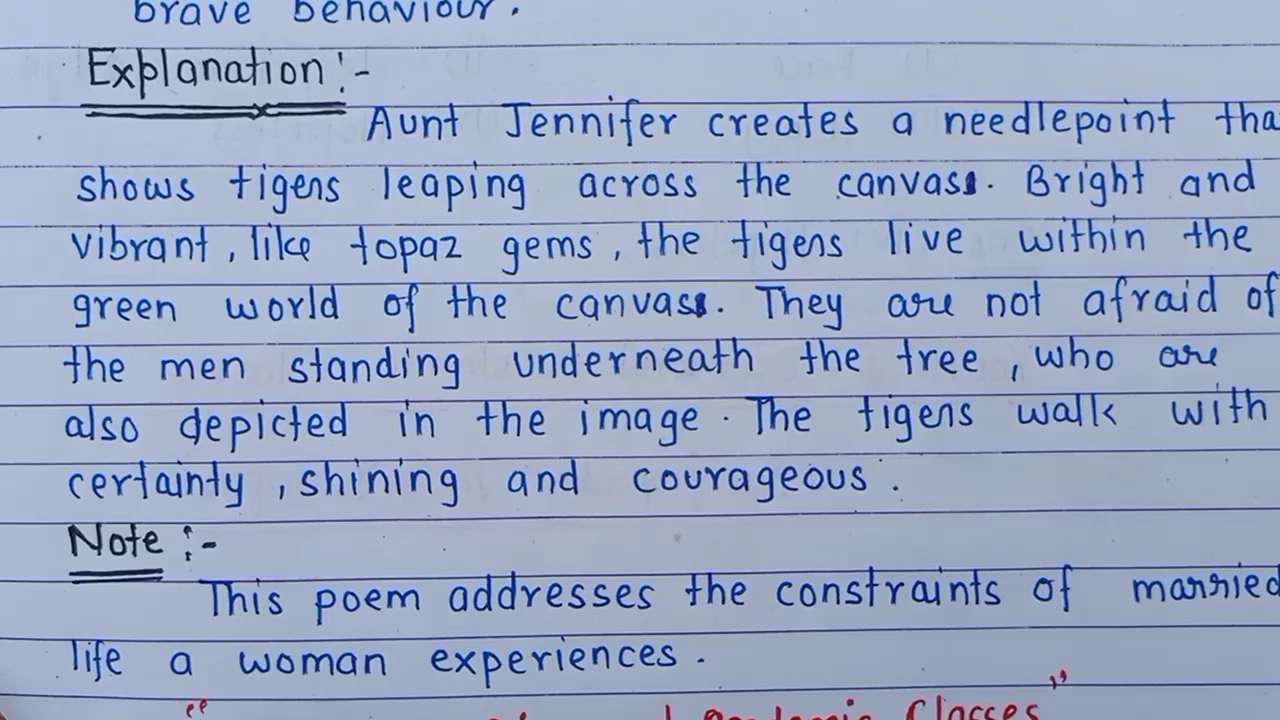 brave behaviour.
Explanation :-
Aunt Jennifer creates a needlepoint tha
shows tigers leaping across the canvas. Bright and
vibrant, like topaz gems, the tigers live within the
green world of the canvas. They are not afraid of
the men standing underneath the tree, who are
also depicted in the image. The tigers walk with
certainty, shining and courageous.
Note :-
This poem addresses the constraints of married
life a woman experiences.
" Classes"